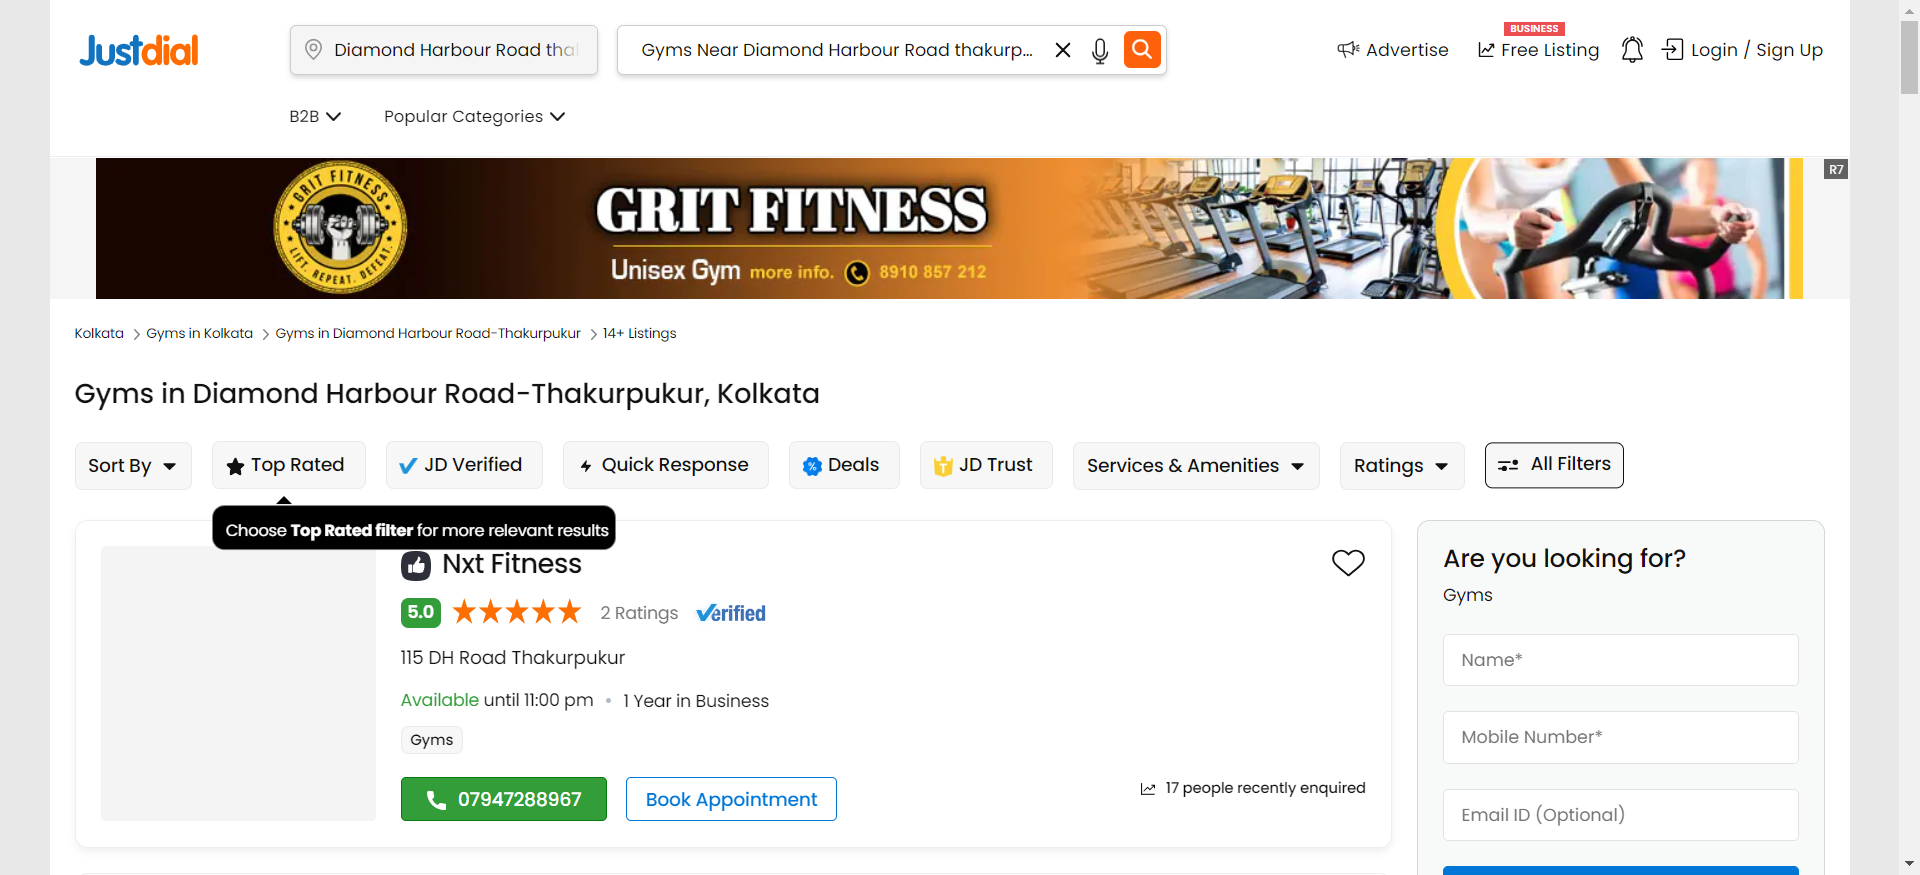 Justdial
Diamond Harbour Road tha
Gyms Near Diamond Harbour Road thakurp...
Advertise
BUSINESS
Free Listing
Login / Sign Up
B2B
Popular Categories
GRIT FITNESS
LIFT. REPEAT. DEFEAT.
GRIT FITNESS
Unisex Gym more info. 8910 857 212
R7
Kolkata > Gyms in Kolkata > Gyms in Diamond Harbour Road-Thakurpukur > 14+ Listings
Gyms in Diamond Harbour Road-Thakurpukur, Kolkata
Sort By
Top Rated
JD Verified
Quick Response
Deals
JD Trust
Services & Amenities
Ratings
All Filters
Choose Top Rated filter for more relevant results
Nxt Fitness
5.0
2 Ratings
Verified
115 DH Road Thakurpukur
Available until 11:00 pm • 1 Year in Business
Gyms
07947288967
Book Appointment
17 people recently enquired
Are you looking for?
Gyms
Name*
Mobile Number*
Email ID (Optional)